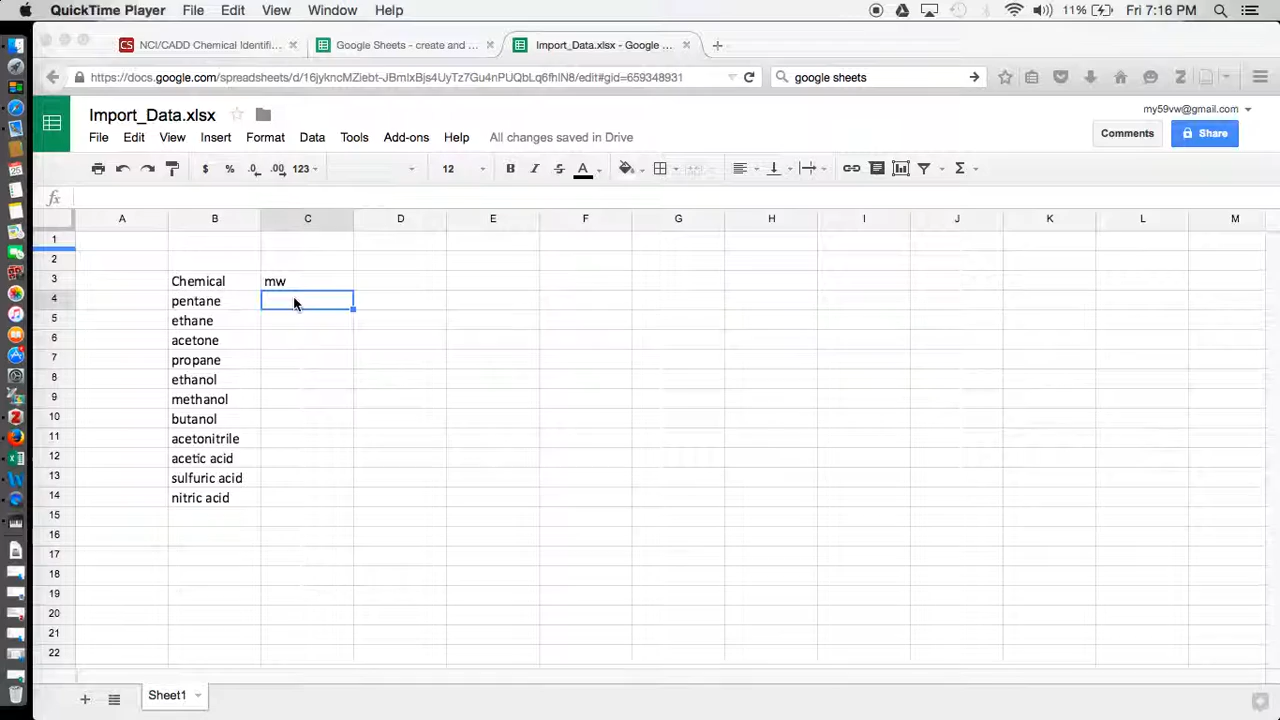 QuickTime Player File Edit View Window Help 11% Fri 7:16 PM
CS NCI/CADD Chemical Identifi... × Google Sheets - create and ... × Import_Data.xlsx - Google ... × +
https://docs.google.com/spreadsheets/d/16jykncMZiebt-JBmIxBjs4UyTz7Gu4nPUQbLq6fhIN8/edit#gid=659348931 google sheets
Import_Data.xlsx my59vw@gmail.com
File Edit View Insert Format Data Tools Add-ons Help All changes saved in Drive Comments Share
$ % .0 .00 123 12 B I S A Σ
fx
A B C D E F G H I J K L M
1
2
3 Chemical mw
4 pentane
5 ethane
6 acetone
7 propane
8 ethanol
9 methanol
10 butanol
11 acetonitrile
12 acetic acid
13 sulfuric acid
14 nitric acid
15
16
17
18
19
20
21
22
+ Sheet1